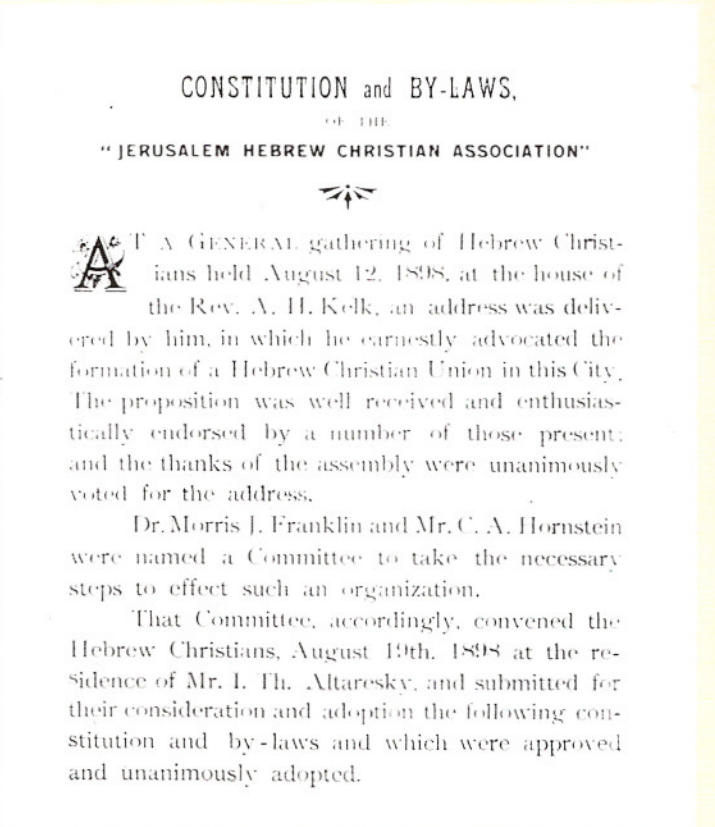 CONSTITUTION and BY-LAWS,
OF THE
"JERUSALEM HEBREW CHRISTIAN ASSOCIATION"
AT A GENERAL gathering of Hebrew Christ-
ians held August 12, 1898, at the house of
the Rev. A. H. Kelk, an address was deliv-
ered by him, in which he earnestly advocated the
formation of a Hebrew Christian Union in this City.
The proposition was well received and enthusias-
tically endorsed by a number of those present;
and the thanks of the assembly were unanimously
voted for the address.
Dr. Morris J. Franklin and Mr. C. A. Hornstein
were named a Committee to take the necessary
steps to effect such an organization.
That Committee, accordingly, convened the
Hebrew Christians, August 19th, 1898 at the re-
sidence of Mr. I. Th. Altaresky, and submitted for
their consideration and adoption the following con-
stitution and by-laws and which were approved
and unanimously adopted.